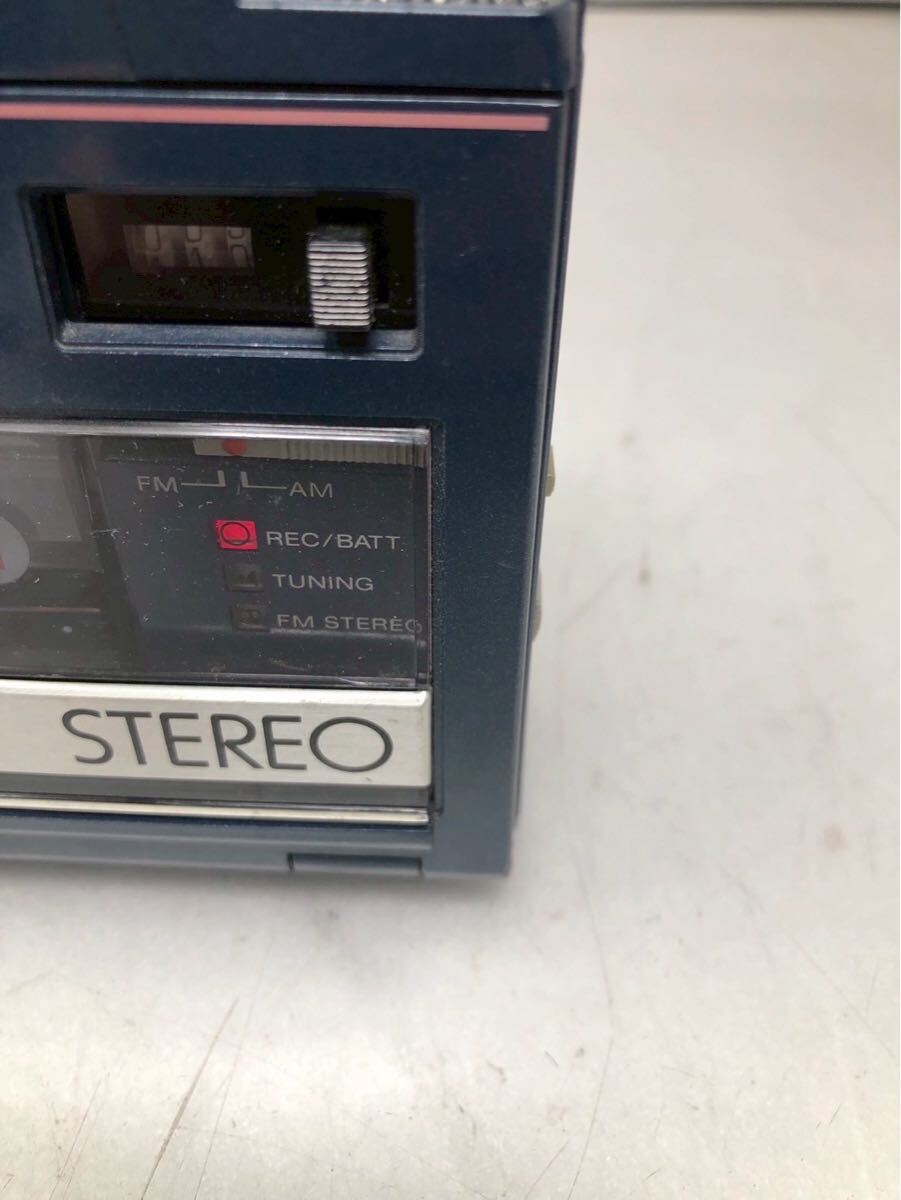 FM AM
REC/BATT
TUNING
FM STEREO
STEREO